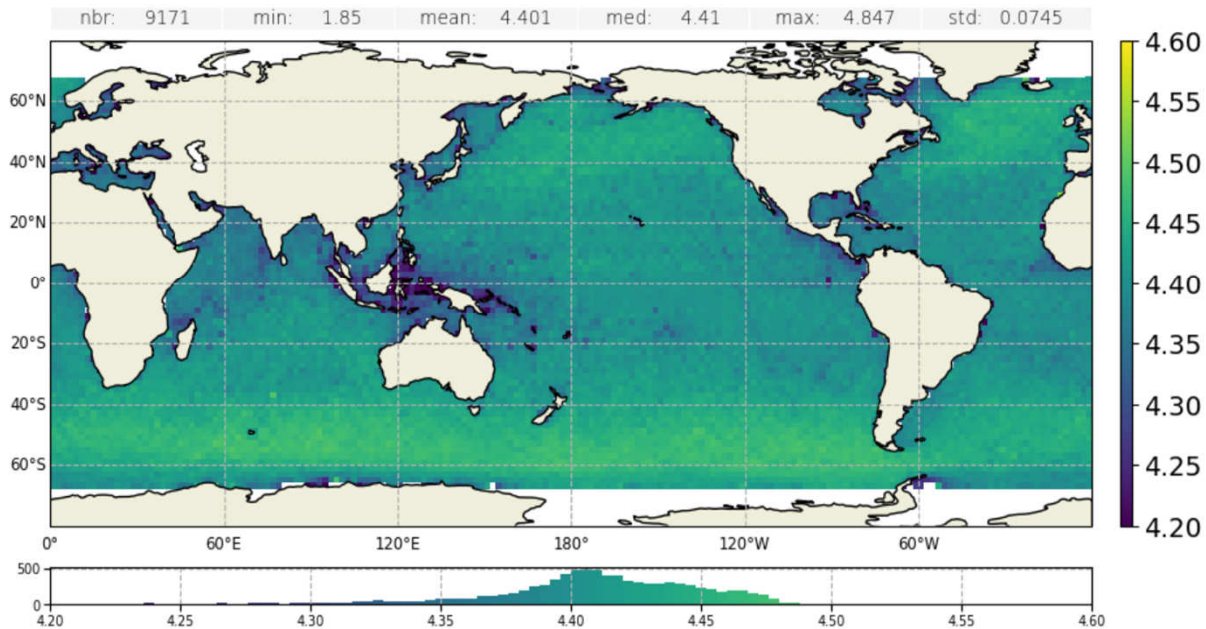 nbr: 9171 min: 1.85 mean: 4.401 med: 4.41 max: 4.847 std: 0.0745
4.60
60°N
4.55
40°N
4.50
20°N
4.45
0°
4.40
20°S
4.35
40°S
4.30
60°S
4.25
4.20
0° 60°E 120°E 180° 120°W 60°W
500
0
4.20 4.25 4.30 4.35 4.40 4.45 4.50 4.55 4.60